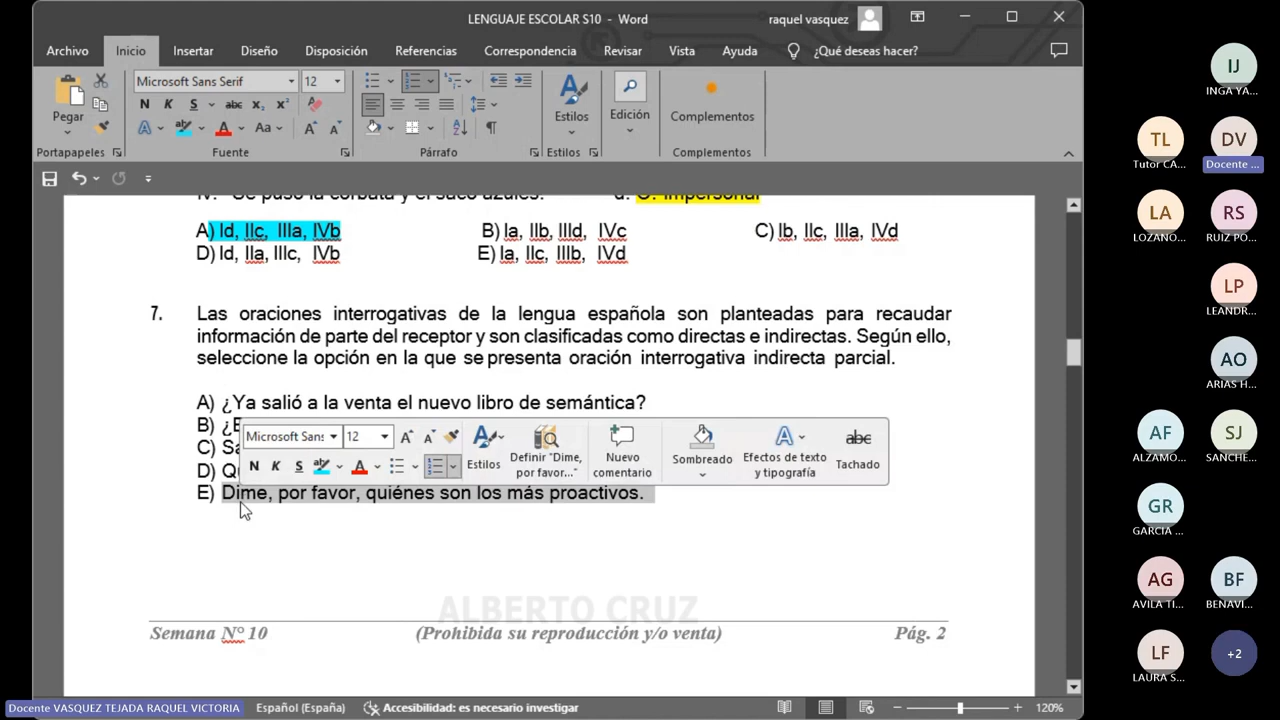 LENGUAJE ESCOLAR S10 - Word
raquel vasquez
Archivo Inicio Insertar Diseño Disposición Referencias Correspondencia Revisar Vista Ayuda ¿Qué deseas hacer?
Microsoft Sans Serif 12
Pegar
N K S abc x₂ x²
Aa
Estilos
Edición
Complementos
Portapapeles Fuente Párrafo Estilos Complementos
IV. Se puso la corbata y el saco azules. d. O. impersonal
A) Id, IIc, IIIa, IVb B) Ia, IIb, IIId, IVc C) Ib, IIc, IIIa, IVd
D) Id, IIa, IIIc, IVb E) Ia, IIc, IIIb, IVd
7. Las oraciones interrogativas de la lengua española son planteadas para recaudar
información de parte del receptor y son clasificadas como directas e indirectas. Según ello,
seleccione la opción en la que se presenta oración interrogativa indirecta parcial.
A) ¿Ya salió a la venta el nuevo libro de semántica?
B) ¿E
C) Sa
D) Qu
E) Dime, por favor, quiénes son los más proactivos.
Microsoft Sans 12
N K S
Estilos
Definir "Dime, por favor..."
Nuevo comentario
Sombreado
Efectos de texto y tipografía
abc
Tachado
ALBERTO CRUZ
Semana N° 10 (Prohibida su reproducción y/o venta) Pág. 2
Docente VASQUEZ TEJADA RAQUEL VICTORIA
Español (España)
Accesibilidad: es necesario investigar
120%
IJ
INGA YA...
TL
Tutor CA...
DV
Docente ...
LA
LOZANO...
RS
RUIZ PO...
LP
LEANDR...
AO
ARIAS H...
AF
ALZAMO...
SJ
SANCHE...
GR
GARCIA ...
AG
AVILA TI...
BF
BENAVI...
LF
LAURA S...
+2